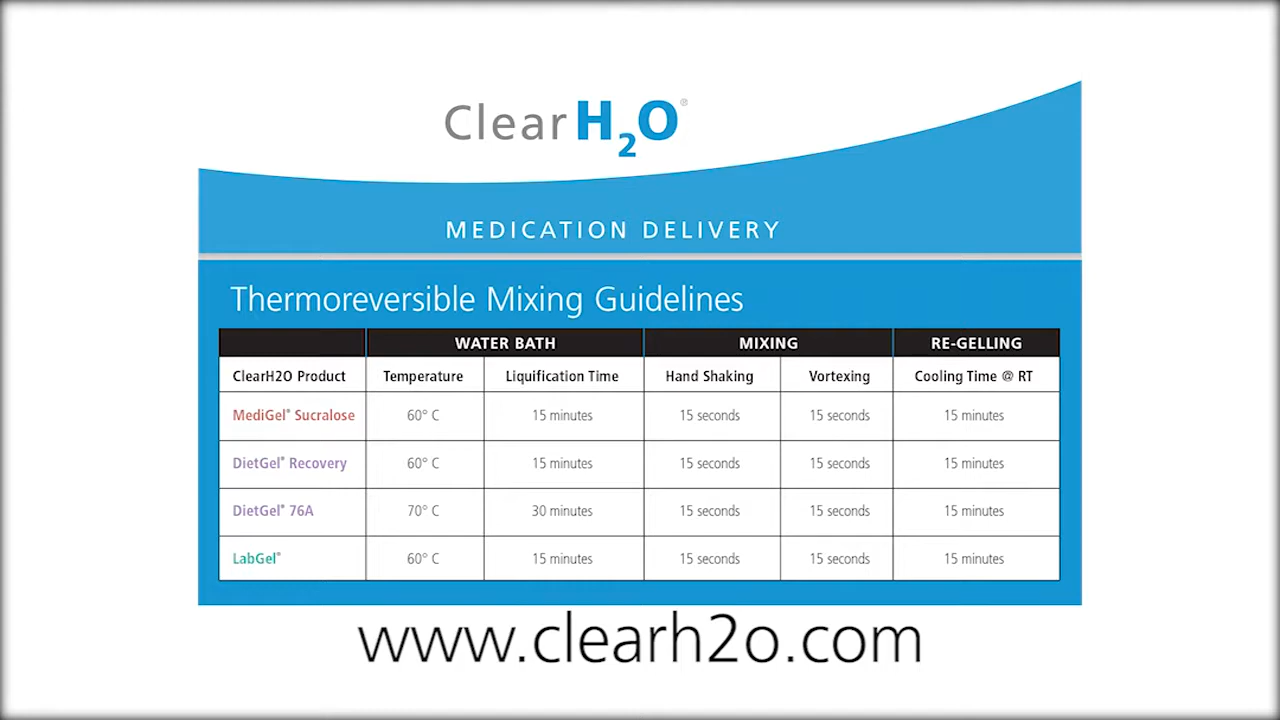 ClearH2O®
MEDICATION DELIVERY
Thermoreversible Mixing Guidelines
WATER BATH MIXING RE-GELLING
ClearH2O Product Temperature Liquification Time Hand Shaking Vortexing Cooling Time @ RT
MediGel® Sucralose 60° C 15 minutes 15 seconds 15 seconds 15 minutes
DietGel® Recovery 60° C 15 minutes 15 seconds 15 seconds 15 minutes
DietGel® 76A 70° C 30 minutes 15 seconds 15 seconds 15 minutes
LabGel® 60° C 15 minutes 15 seconds 15 seconds 15 minutes
www.clearh2o.com